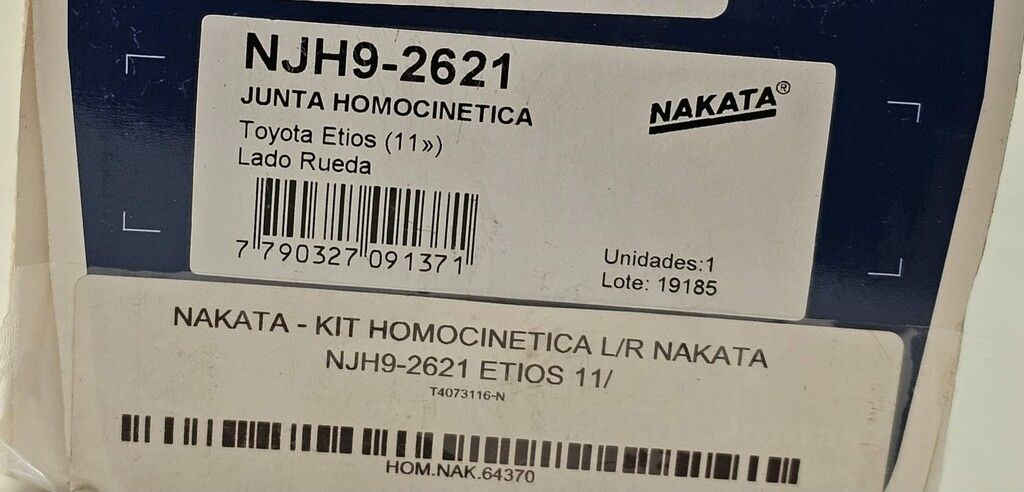 NJH9-2621
JUNTA HOMOCINETICA
NAKATA®
Toyota Etios (11»)
Lado Rueda
7 790327 091371
Unidades:1
Lote: 19185
NAKATA - KIT HOMOCINETICA L/R NAKATA
NJH9-2621 ETIOS 11/
T4073116-N
HOM.NAK.64370